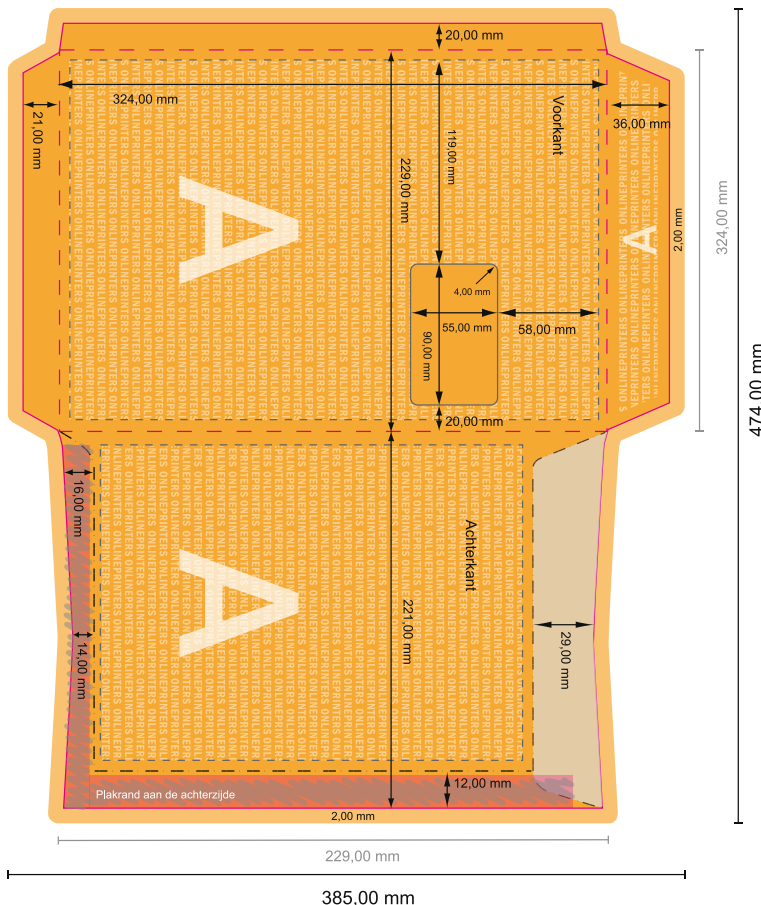 20,00 mm
324,00 mm
21,00 mm
229,00 mm
119,00 mm
Voorkant
36,00 mm
A
A
2,00 mm
324,00 mm
4,00 mm
55,00 mm
58,00 mm
90,00 mm
20,00 mm
474,00 mm
16,00 mm
Achterkant
A
221,00 mm
14,00 mm
29,00 mm
12,00 mm
Plakrand aan de achterzijde
2,00 mm
229,00 mm
385,00 mm
ONLINEPRINTERS ONLINEPRINTERS ONLINEPRINTERS